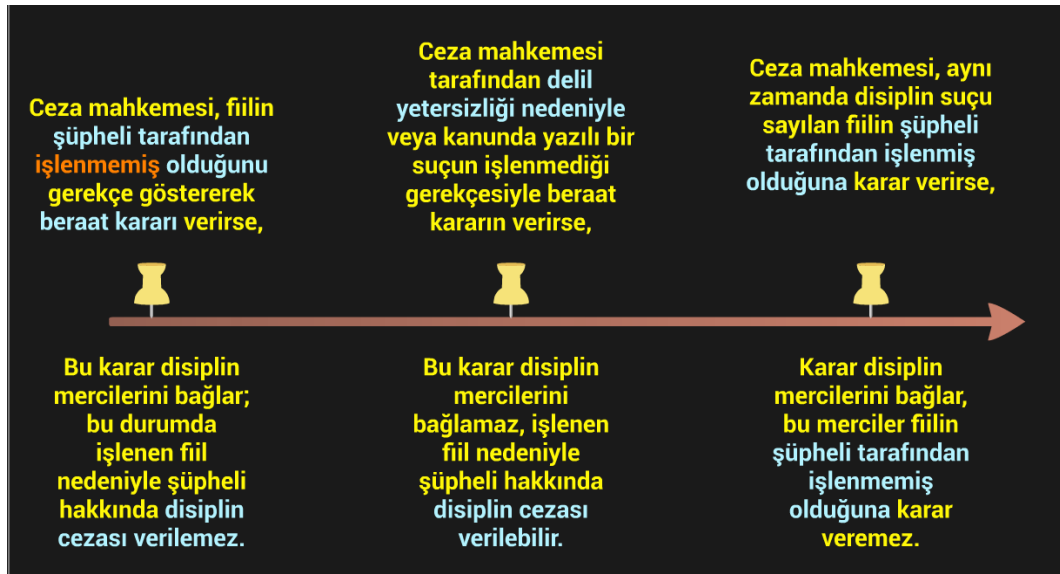 Ceza mahkemesi, fiilin
şüpheli tarafından
işlenmemiş olduğunu
gerekçe göstererek
beraat kararı verirse,
Ceza mahkemesi
tarafından delil
yetersizliği nedeniyle
veya kanunda yazılı bir
suçun işlenmediği
gerekçesiyle beraat
kararın verirse,
Ceza mahkemesi, aynı
zamanda disiplin suçu
sayılan fiilin şüpheli
tarafından işlenmiş
olduğuna karar verirse,
Bu karar disiplin
mercilerini bağlar;
bu durumda
işlenen fiil
nedeniyle şüpheli
hakkında disiplin
cezası verilemez.
Bu karar disiplin
mercilerini
bağlamaz, işlenen
fiil nedeniyle
şüpheli hakkında
disiplin cezası
verilebilir.
Karar disiplin
mercilerini bağlar,
bu merciler fiilin
şüpheli tarafından
işlenmemiş
olduğuna karar
veremez.